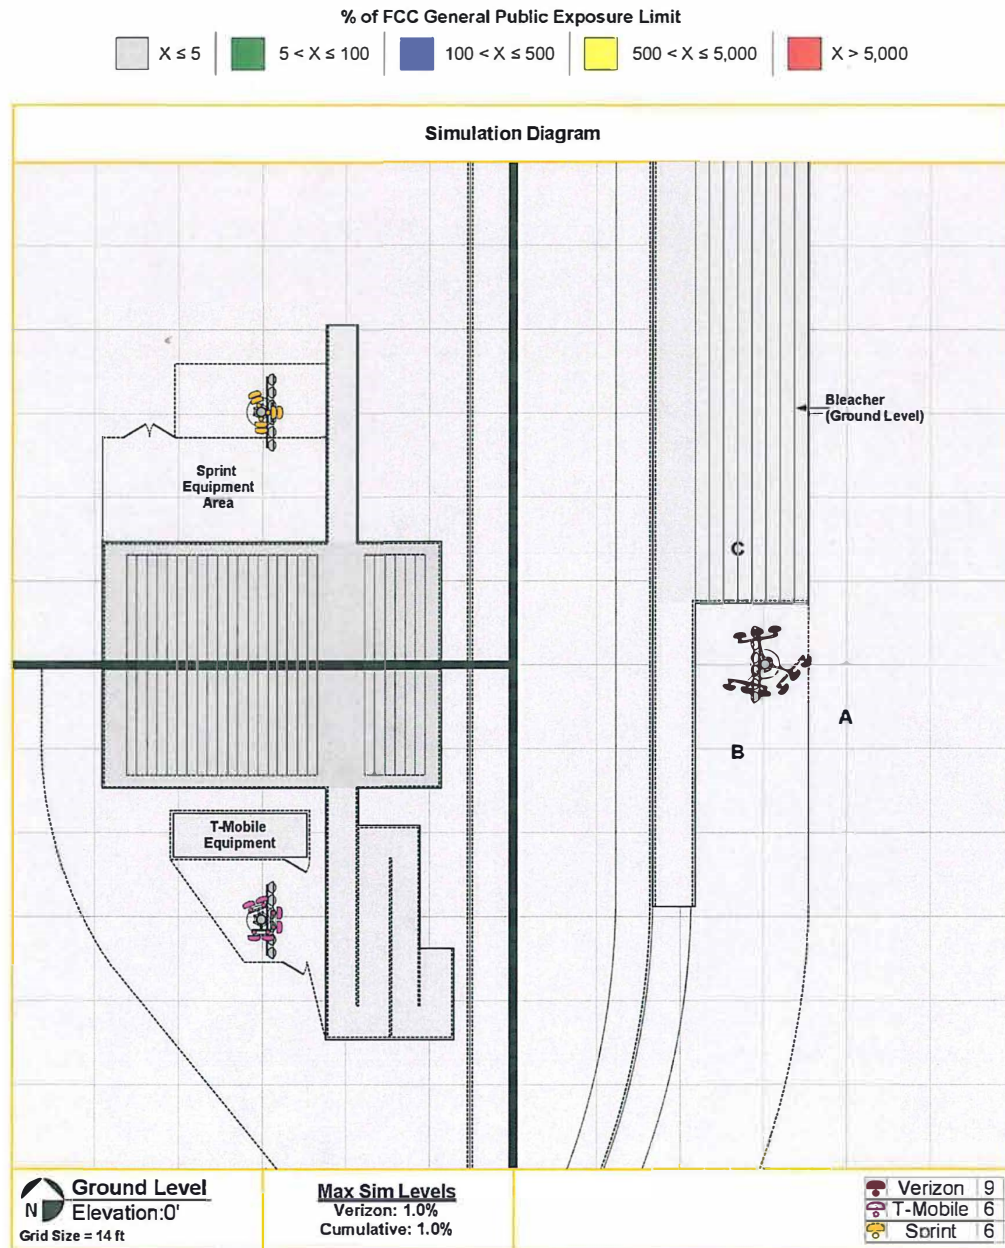 % of FCC General Public Exposure Limit
X ≤ 5
5 < X ≤ 100
100 < X ≤ 500
500 < X ≤ 5,000
X > 5,000
Simulation Diagram
Bleacher
(Ground Level)
Sprint
Equipment
Area
C
A
B
T-Mobile
Equipment
N
Ground Level
Elevation:0'
Grid Size = 14 ft
Max Sim Levels
Verizon: 1.0%
Cumulative: 1.0%
Verizon 9
T-Mobile 6
Sprint 6